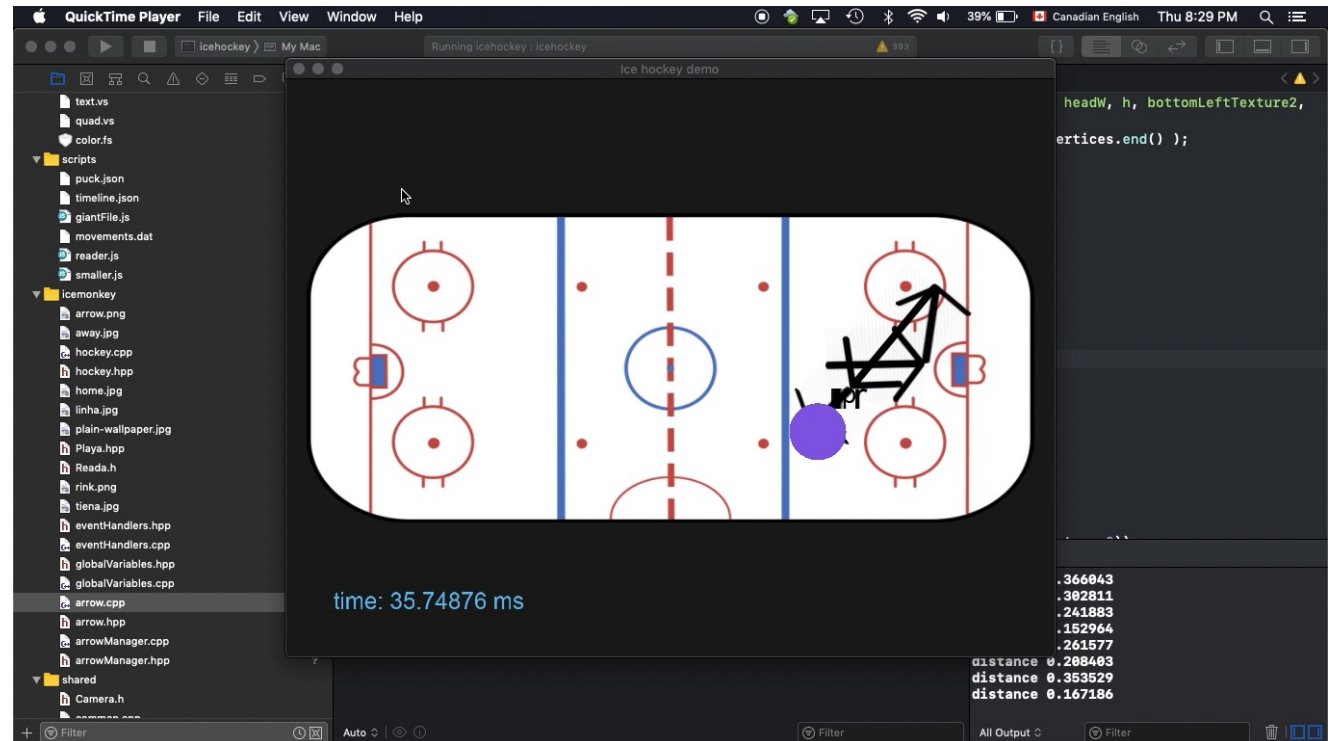 QuickTime Player File Edit View Window Help 39% Canadian English Thu 8:29 PM
icehockey 〉 My Mac Running icehockey : icehockey 393
Ice hockey demo
text.vs
quad.vs
color.fs
scripts
puck.json
timeline.json
giantFile.js
movements.dat
reader.js
smaller.js
icemonkey
arrow.png
away.jpg
hockey.cpp
hockey.hpp
home.jpg
linha.jpg
plain-wallpaper.jpg
Playa.hpp
Reada.h
rink.png
tiena.jpg
eventHandlers.hpp
eventHandlers.cpp
globalVariables.hpp
globalVariables.cpp
arrow.cpp
arrow.hpp
arrowManager.cpp
arrowManager.hpp ?
shared
Camera.h
Filter
headW, h, bottomLeftTexture2,
ertices.end() );
time: 35.74876 ms
.366043
.302811
.241883
.152964
.261577
distance 0.208403
distance 0.353529
distance 0.167186
Auto Filter All Output Filter